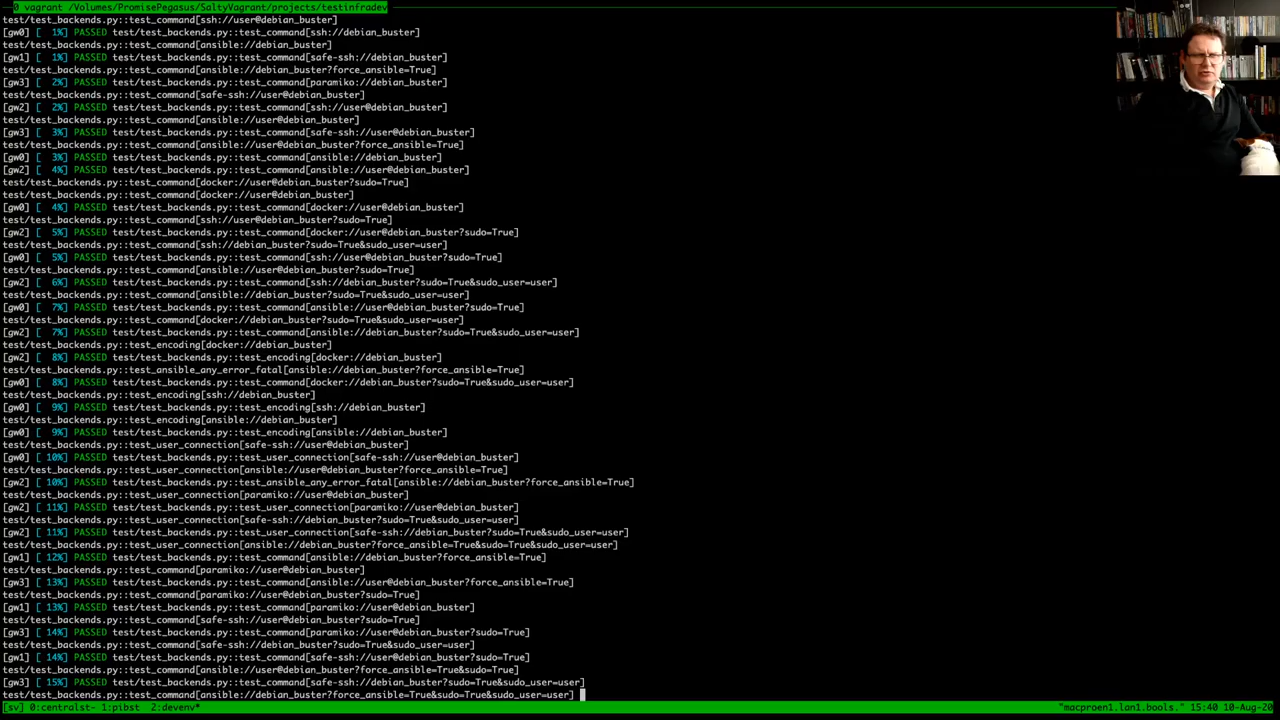 0 vagrant /Volumes/PromisePegasus/SaltyVagrant/projects/testinfradev
test/test_backends.py::test_command[ssh://user@debian_buster]
[gw0] [  1%] PASSED test/test_backends.py::test_command[ssh://user@debian_buster]
test/test_backends.py::test_command[ansible://debian_buster]
[gw1] [  1%] PASSED test/test_backends.py::test_command[safe-ssh://debian_buster]
test/test_backends.py::test_command[ansible://debian_buster?force_ansible=True]
[gw3] [  2%] PASSED test/test_backends.py::test_command[paramiko://debian_buster]
test/test_backends.py::test_command[safe-ssh://user@debian_buster]
[gw2] [  2%] PASSED test/test_backends.py::test_command[ssh://debian_buster]
test/test_backends.py::test_command[ansible://user@debian_buster]
[gw3] [  3%] PASSED test/test_backends.py::test_command[safe-ssh://user@debian_buster]
test/test_backends.py::test_command[ansible://user@debian_buster?force_ansible=True]
[gw0] [  3%] PASSED test/test_backends.py::test_command[ansible://debian_buster]
[gw2] [  4%] PASSED test/test_backends.py::test_command[ansible://user@debian_buster]
test/test_backends.py::test_command[docker://user@debian_buster?sudo=True]
test/test_backends.py::test_command[docker://user@debian_buster]
[gw0] [  4%] PASSED test/test_backends.py::test_command[docker://user@debian_buster]
test/test_backends.py::test_command[ssh://user@debian_buster?sudo=True]
[gw2] [  5%] PASSED test/test_backends.py::test_command[docker://user@debian_buster?sudo=True]
test/test_backends.py::test_command[ssh://debian_buster?sudo=True&sudo_user=user]
[gw0] [  5%] PASSED test/test_backends.py::test_command[ssh://user@debian_buster?sudo=True]
test/test_backends.py::test_command[ansible://user@debian_buster?sudo=True]
[gw2] [  6%] PASSED test/test_backends.py::test_command[ssh://debian_buster?sudo=True&sudo_user=user]
test/test_backends.py::test_command[ansible://debian_buster?sudo=True&sudo_user=user]
[gw0] [  7%] PASSED test/test_backends.py::test_command[ansible://user@debian_buster?sudo=True]
test/test_backends.py::test_command[docker://debian_buster?sudo=True&sudo_user=user]
[gw2] [  7%] PASSED test/test_backends.py::test_command[ansible://debian_buster?sudo=True&sudo_user=user]
test/test_backends.py::test_encoding[docker://debian_buster]
[gw2] [  8%] PASSED test/test_backends.py::test_encoding[docker://debian_buster]
test/test_backends.py::test_ansible_any_error_fatal[ansible://debian_buster?force_ansible=True]
[gw0] [  8%] PASSED test/test_backends.py::test_command[docker://debian_buster?sudo=True&sudo_user=user]
test/test_backends.py::test_encoding[ssh://debian_buster]
[gw0] [  9%] PASSED test/test_backends.py::test_encoding[ssh://debian_buster]
test/test_backends.py::test_encoding[ansible://debian_buster]
[gw0] [  9%] PASSED test/test_backends.py::test_encoding[ansible://debian_buster]
test/test_backends.py::test_user_connection[safe-ssh://user@debian_buster]
[gw0] [ 10%] PASSED test/test_backends.py::test_user_connection[safe-ssh://user@debian_buster]
test/test_backends.py::test_user_connection[ansible://user@debian_buster?force_ansible=True]
[gw2] [ 10%] PASSED test/test_backends.py::test_ansible_any_error_fatal[ansible://debian_buster?force_ansible=True]
test/test_backends.py::test_user_connection[paramiko://user@debian_buster]
[gw2] [ 11%] PASSED test/test_backends.py::test_user_connection[paramiko://user@debian_buster]
test/test_backends.py::test_user_connection[safe-ssh://debian_buster?sudo=True&sudo_user=user]
[gw2] [ 11%] PASSED test/test_backends.py::test_user_connection[safe-ssh://debian_buster?sudo=True&sudo_user=user]
test/test_backends.py::test_user_connection[ansible://debian_buster?force_ansible=True&sudo=True&sudo_user=user]
[gw1] [ 12%] PASSED test/test_backends.py::test_command[ansible://debian_buster?force_ansible=True]
test/test_backends.py::test_command[paramiko://user@debian_buster]
[gw3] [ 13%] PASSED test/test_backends.py::test_command[ansible://user@debian_buster?force_ansible=True]
test/test_backends.py::test_command[paramiko://user@debian_buster?sudo=True]
[gw1] [ 13%] PASSED test/test_backends.py::test_command[paramiko://user@debian_buster]
test/test_backends.py::test_command[safe-ssh://user@debian_buster?sudo=True]
[gw3] [ 14%] PASSED test/test_backends.py::test_command[paramiko://user@debian_buster?sudo=True]
test/test_backends.py::test_command[safe-ssh://debian_buster?sudo=True&sudo_user=user]
[gw1] [ 14%] PASSED test/test_backends.py::test_command[safe-ssh://user@debian_buster?sudo=True]
test/test_backends.py::test_command[ansible://user@debian_buster?force_ansible=True&sudo=True]
[gw3] [ 15%] PASSED test/test_backends.py::test_command[safe-ssh://debian_buster?sudo=True&sudo_user=user]
test/test_backends.py::test_command[ansible://debian_buster?force_ansible=True&sudo=True&sudo_user=user]
[sv] 0:centralst- 1:pibst  2:devenv* "macproen1.lan1.bools." 15:40 10-Aug-20